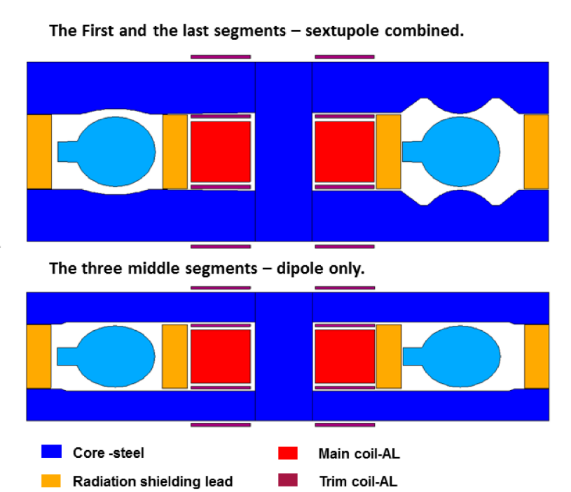 The First and the last segments – sextupole combined.
The three middle segments – dipole only.
Core -steel
Main coil-AL
Radiation shielding lead
Trim coil-AL